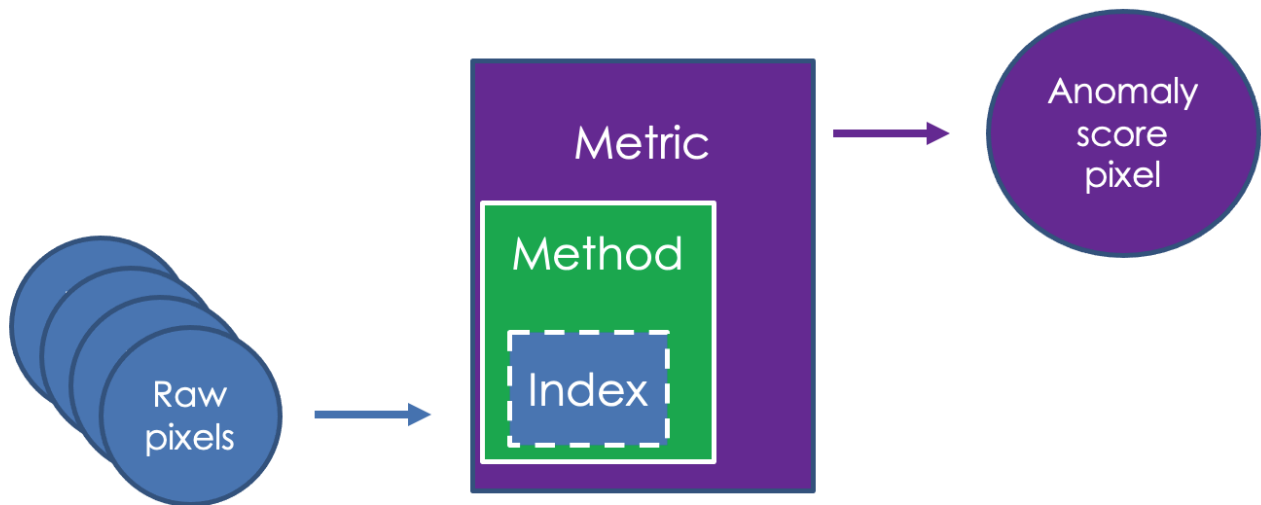 Anomaly
score
pixel
Metric
Method
Index
Raw
pixels